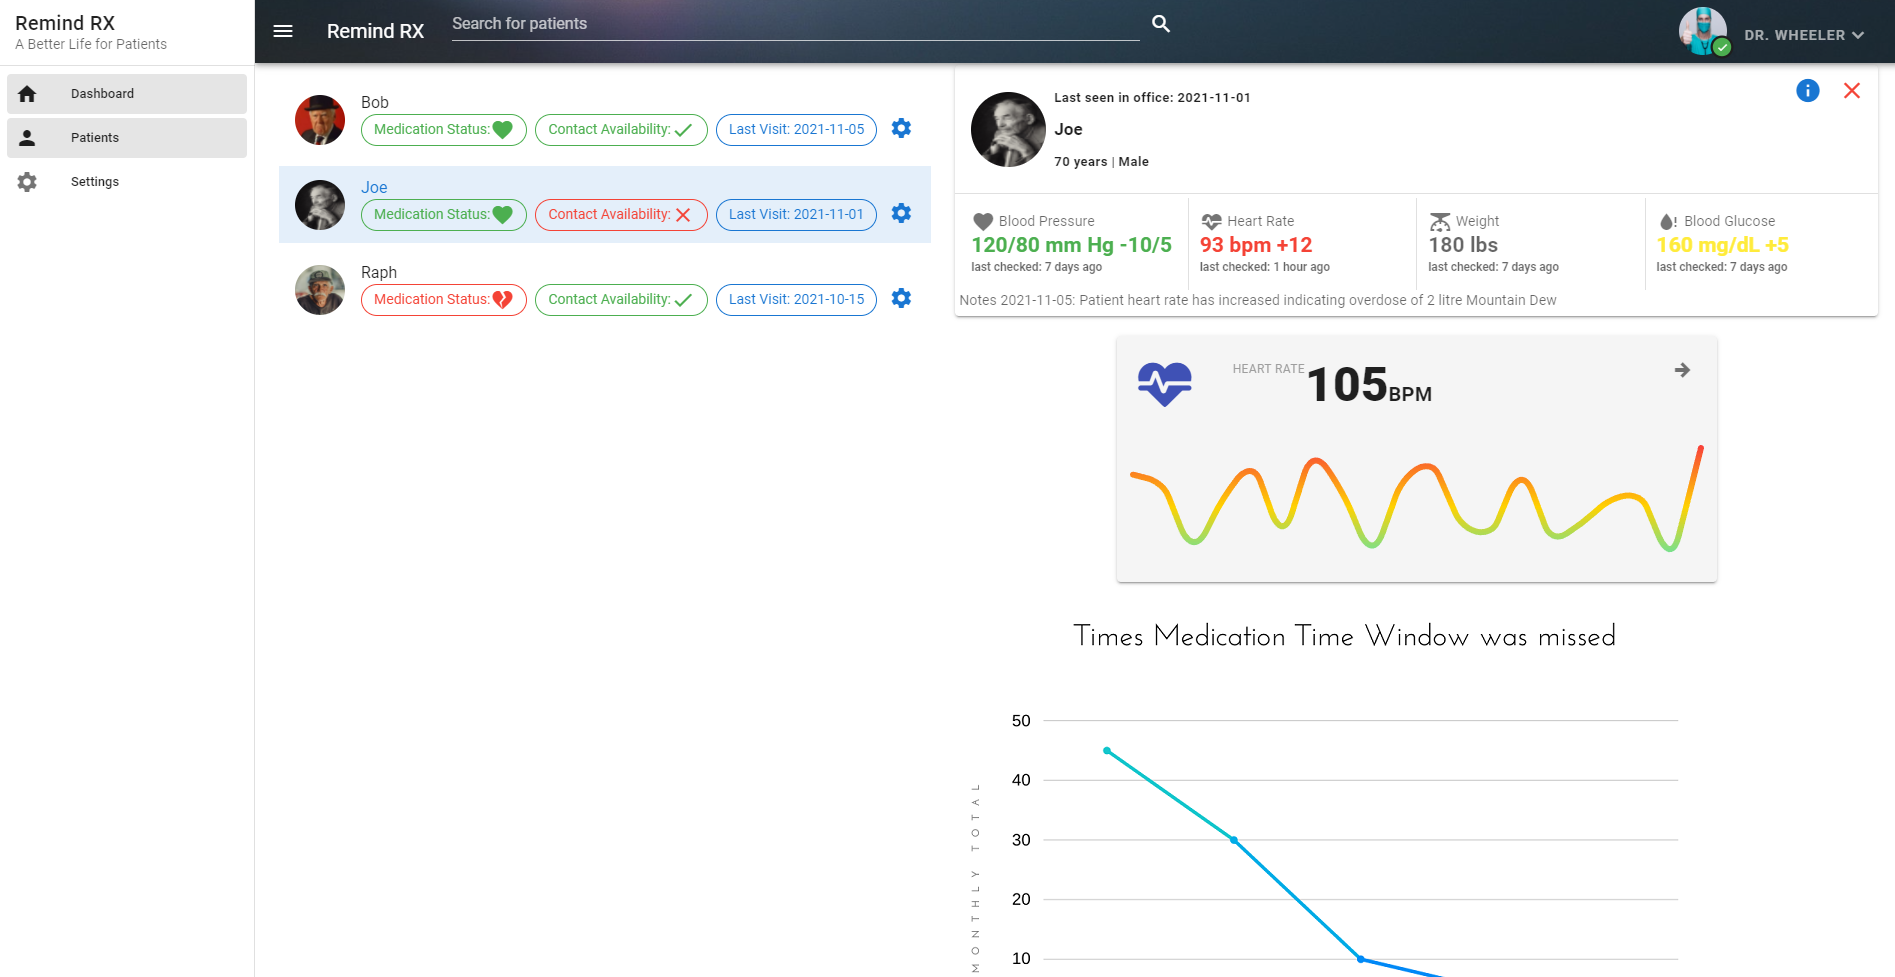 Remind RX
A Better Life for Patients
Dashboard
Patients
Settings
Remind RX
Search for patients
DR. WHEELER
Bob
Medication Status:
Contact Availability:
Last Visit: 2021-11-05
Joe
Medication Status:
Contact Availability:
Last Visit: 2021-11-01
Raph
Medication Status:
Contact Availability:
Last Visit: 2021-10-15
Last seen in office: 2021-11-01
Joe
70 years | Male
Blood Pressure
120/80 mm Hg -10/5
last checked: 7 days ago
Heart Rate
93 bpm +12
last checked: 1 hour ago
Weight
180 lbs
last checked: 7 days ago
Blood Glucose
160 mg/dL +5
last checked: 7 days ago
Notes 2021-11-05: Patient heart rate has increased indicating overdose of 2 litre Mountain Dew
HEART RATE 105BPM
Times Medication Time Window was missed
50
40
30
20
10
MONTHLY TOTAL